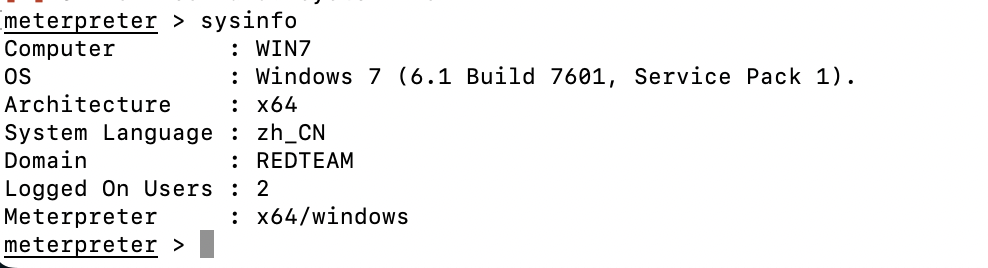 meterpreter > sysinfo
Computer : WIN7
OS : Windows 7 (6.1 Build 7601, Service Pack 1).
Architecture : x64
System Language : zh_CN
Domain : REDTEAM
Logged On Users : 2
Meterpreter : x64/windows
meterpreter >